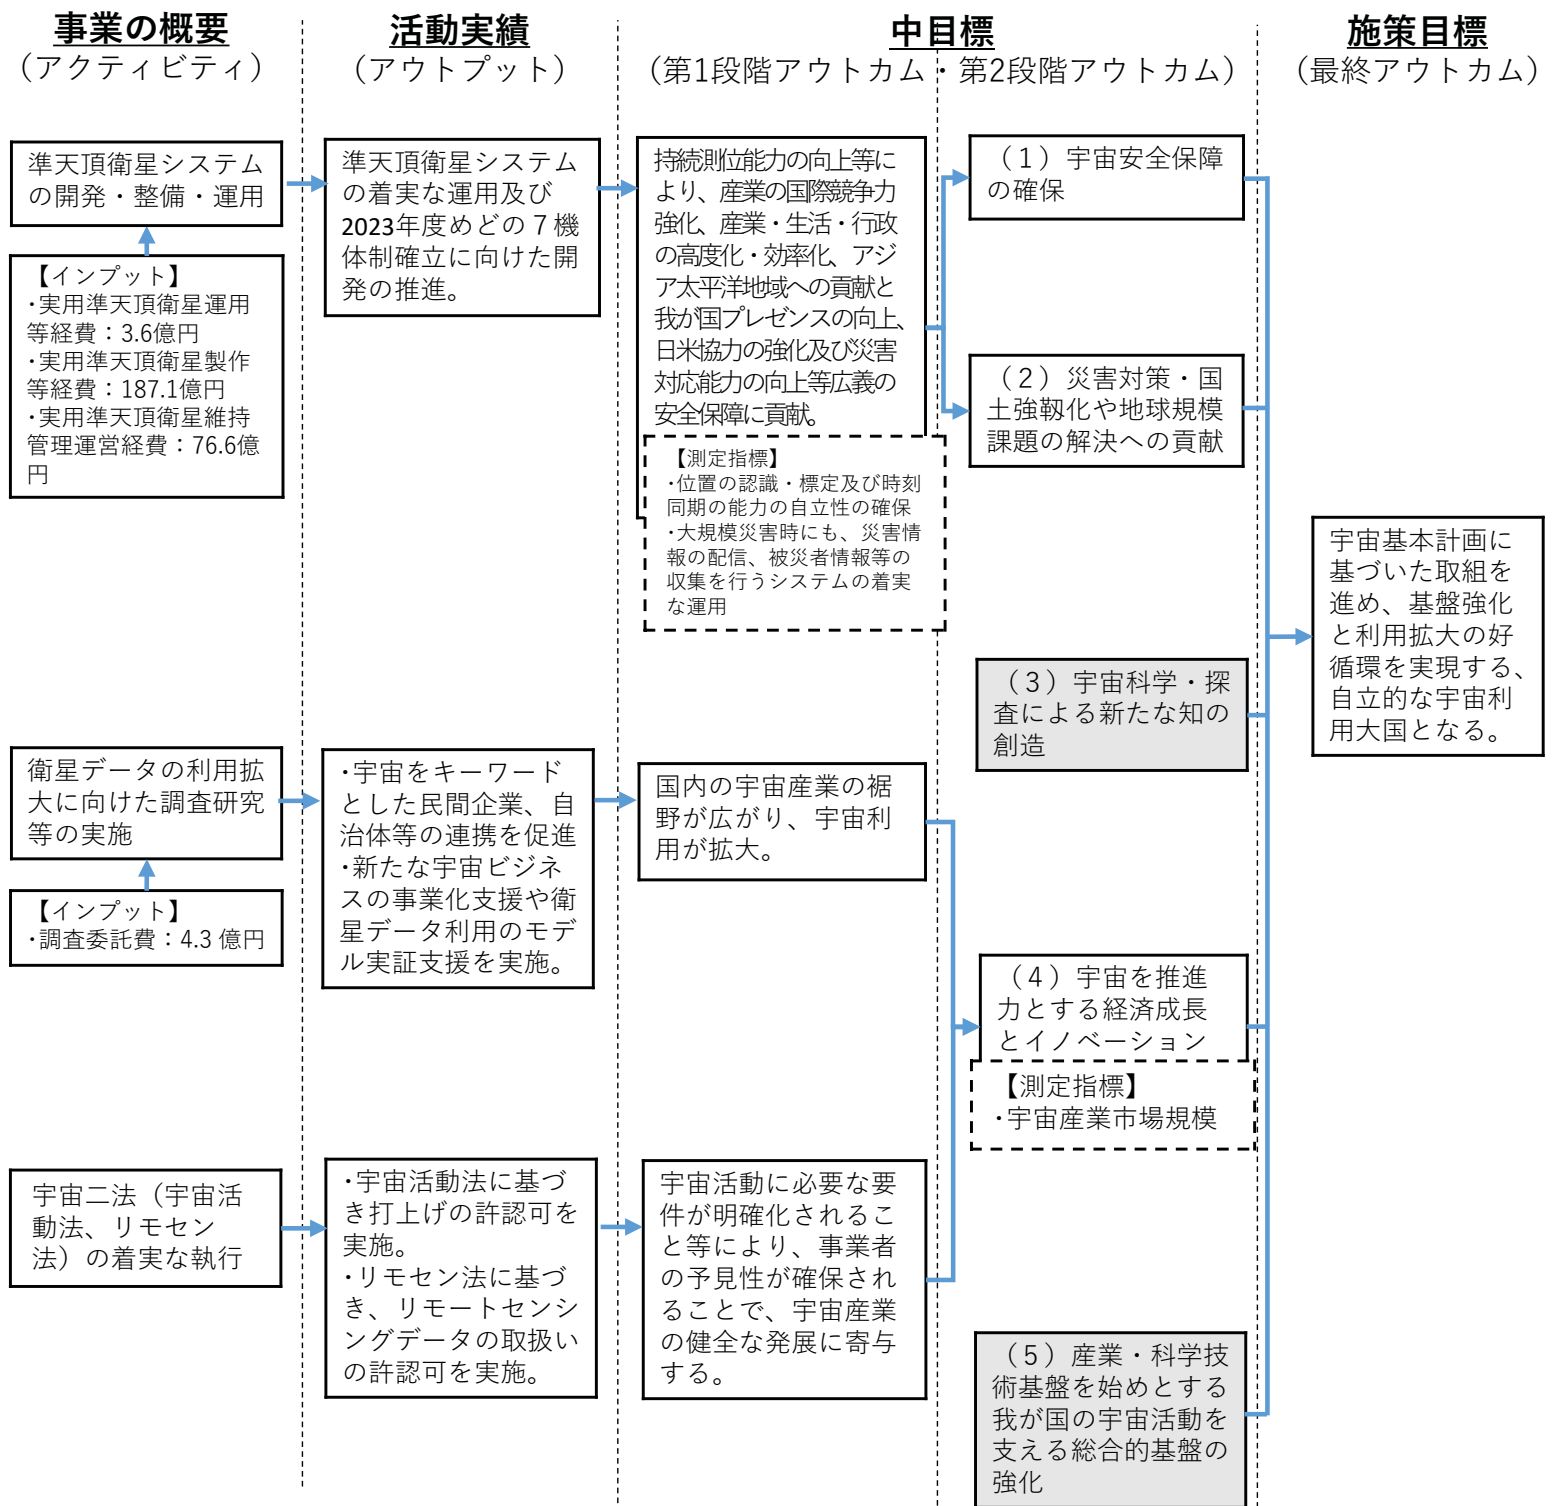 事業の概要
（アクティビティ）
活動実績
（アウトプット）
中目標
（第1段階アウトカム・第2段階アウトカム）
施策目標
（最終アウトカム）
準天頂衛星システム
の開発・整備・運用
【インプット】
・実用準天頂衛星運用
等経費：3.6億円
・実用準天頂衛星製作
等経費：187.1億円
・実用準天頂衛星維持
管理運営経費：76.6億
円
準天頂衛星システム
の着実な運用及び
2023年度めどの７機
体制確立に向けた開
発の推進。
持続測位能力の向上等に
より、産業の国際競争力
強化、産業・生活・行政
の高度化・効率化、アジ
ア太平洋地域への貢献と
我が国プレゼンスの向上、
日米協力の強化及び災害
対応能力の向上等広義の
安全保障に貢献。
【測定指標】
・位置の認識・標定及び時刻
同期の能力の自立性の確保
・大規模災害時にも、災害情
報の配信、被災者情報等の
収集を行うシステムの着実
な運用
（１）宇宙安全保障
の確保
（２）災害対策・国
土強靱化や地球規模
課題の解決への貢献
（３）宇宙科学・探
査による新たな知の
創造
宇宙基本計画に
基づいた取組を
進め、基盤強化
と利用拡大の好
循環を実現する、
自立的な宇宙利
用大国となる。
衛星データの利用拡
大に向けた調査研究
等の実施
【インプット】
・調査委託費：4.3 億円
・宇宙をキーワード
とした民間企業、自
治体等の連携を促進
・新たな宇宙ビジネ
スの事業化支援や衛
星データ利用のモデ
ル実証支援を実施。
国内の宇宙産業の裾
野が広がり、宇宙利
用が拡大。
（４）宇宙を推進
力とする経済成長
とイノベーション
【測定指標】
・宇宙産業市場規模
宇宙二法（宇宙活
動法、リモセン
法）の着実な執行
・宇宙活動法に基づ
き打上げの許認可を
実施。
・リモセン法に基づ
き、リモートセンシ
ングデータの取扱い
の許認可を実施。
宇宙活動に必要な要
件が明確化されるこ
と等により、事業者
の予見性が確保され
ることで、宇宙産業
の健全な発展に寄与
する。
（５）産業・科学技
術基盤を始めとする
我が国の宇宙活動を
支える総合的基盤の
強化